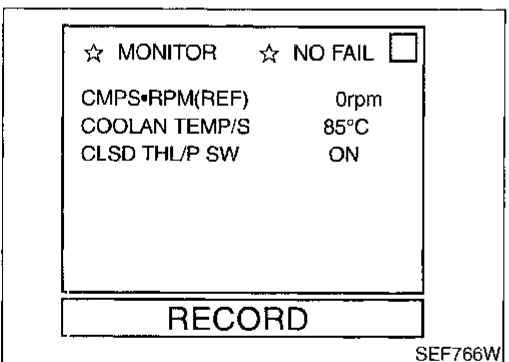 ☆ MONITOR ☆ NO FAIL
CMPS•RPM(REF) 0rpm
COOLAN TEMP/S 85°C
CLSD THL/P SW ON
RECORD
SEF766W